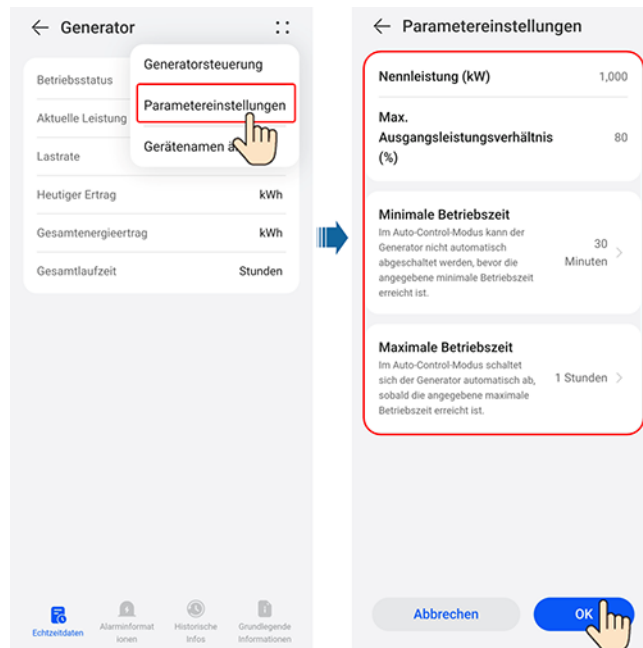 Generator
Generatorsteuerung
Betriebsstatus
Parametereinstellungen
Aktuelle Leistung
Gerätenamen
Lastrate
Heutiger Ertrag kWh
Gesamtenergieertrag kWh
Gesamtlaufzeit Stunden
Echtzeitdaten
Alarminformat
ionen
Historische
Infos
Grundlegende
Informationen
Parametereinstellungen
Nennleistung (kW) 1,000
Max.
Ausgangsleistungsverhältnis 80
(%)
Minimale Betriebszeit
Im Auto-Control-Modus kann der
Generator nicht automatisch
abgeschaltet werden, bevor die
angegebene minimale Betriebszeit
erreicht ist.
30
Minuten
Maximale Betriebszeit
Im Auto-Control-Modus schaltet
sich der Generator automatisch ab,
sobald die angegebene maximale
Betriebszeit erreicht ist.
1 Stunden
Abbrechen
OK